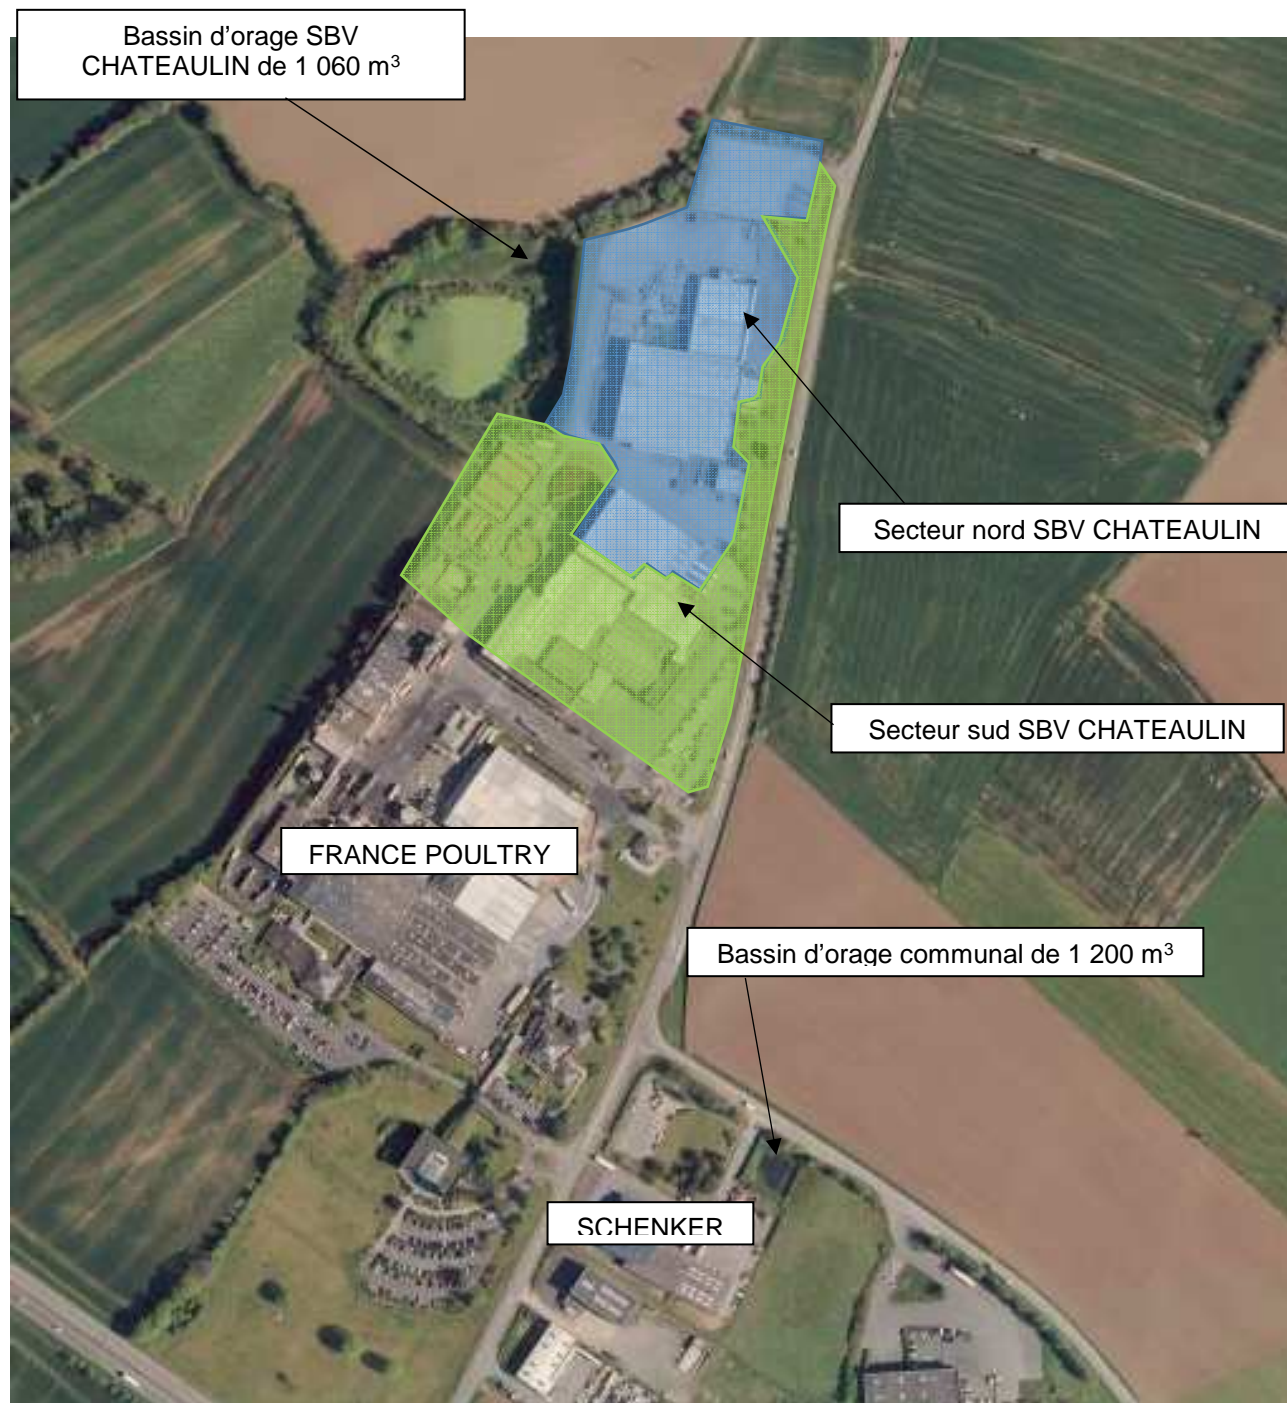 Bassin d'orage SBV
CHATEAULIN de 1 060 m³
Secteur nord SBV CHATEAULIN
Secteur sud SBV CHATEAULIN
FRANCE POULTRY
Bassin d'orage communal de 1 200 m³
SCHENKER